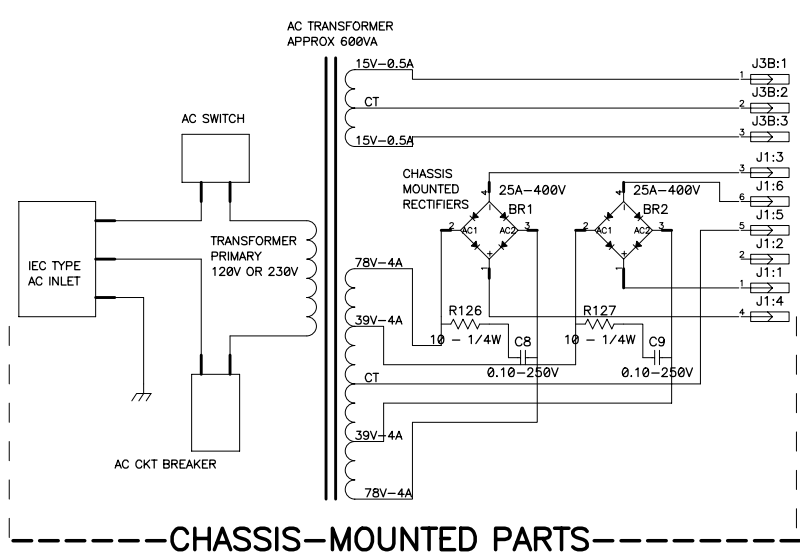 AC TRANSFORMER
APPROX 600VA
15V-0.5A
CT
15V-0.5A
1
J3B:1
2
J3B:2
3
J3B:3
AC SWITCH
IEC TYPE
AC INLET
TRANSFORMER
PRIMARY
120V OR 230V
AC CKT BREAKER
CHASSIS
MOUNTED
RECTIFIERS
4
25A-400V
BR1
2
AC1
AC2
3
1
4
25A-400V
BR2
2
AC1
AC2
3
1
3
J1:3
6
J1:6
5
J1:5
2
J1:2
1
J1:1
4
J1:4
78V-4A
39V-4A
CT
39V-4A
78V-4A
R126
10 - 1/4W
C8
0.10-250V
R127
10 - 1/4W
C9
0.10-250V
CHASSIS-MOUNTED PARTS